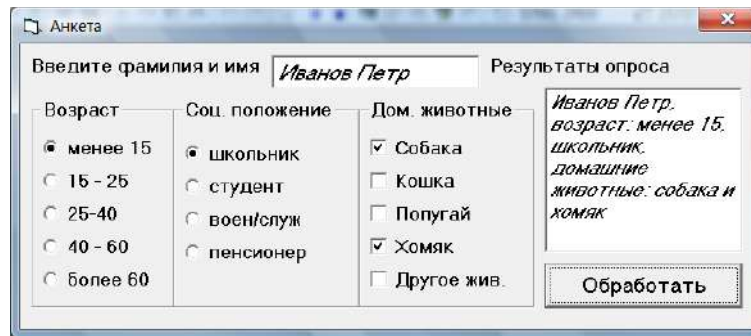 Анкета
Введите фамилия и имя
Иванов Петр
Результаты опроса
Возраст
менее 15
15 - 25
25-40
40 - 60
более 60
Соц. положение
школьник
студент
воен/служ
пенсионер
Дом. животные
Собака
Кошка
Попугай
Хомяк
Другое жив.
Иванов Петр,
возраст: менее 15,
школьник,
домашние
животные: собака и
хомяк
Обработать